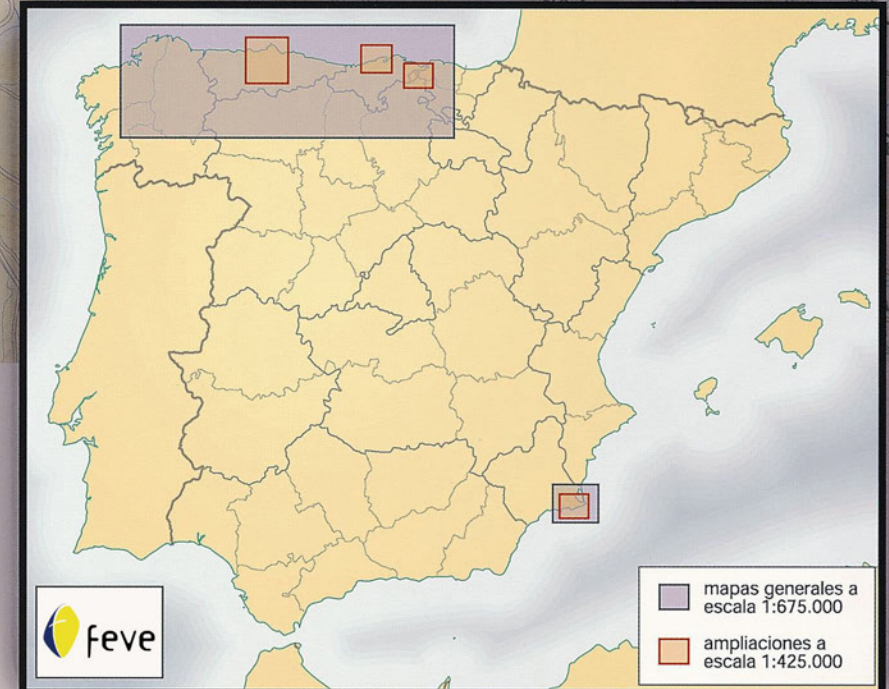 feve
mapas generales a
escala 1:675.000
ampliaciones a
escala 1:425.000